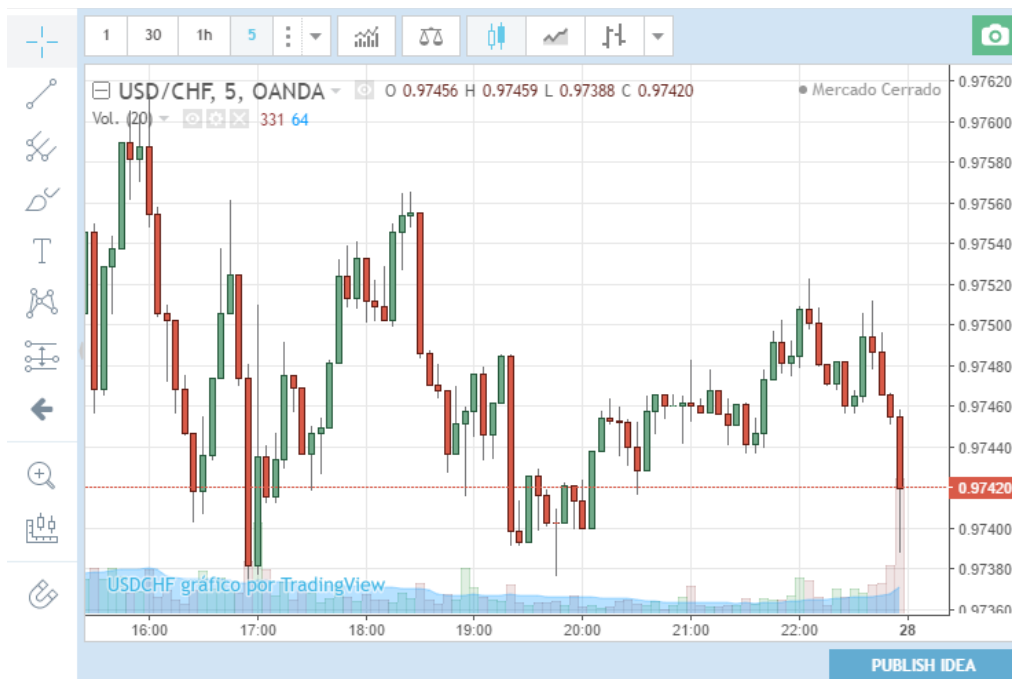 1 30 1h 5
USD/CHF, 5, OANDA O 0.97456 H 0.97459 L 0.97388 C 0.97420
Mercado Cerrado
Vol. (20) 331 64
0.97620
0.97600
0.97580
0.97560
0.97540
0.97520
0.97500
0.97480
0.97460
0.97440
0.97420
0.97400
0.97380
0.97360
USDCHF gráfico por TradingView
16:00 17:00 18:00 19:00 20:00 21:00 22:00 28
PUBLISH IDEA